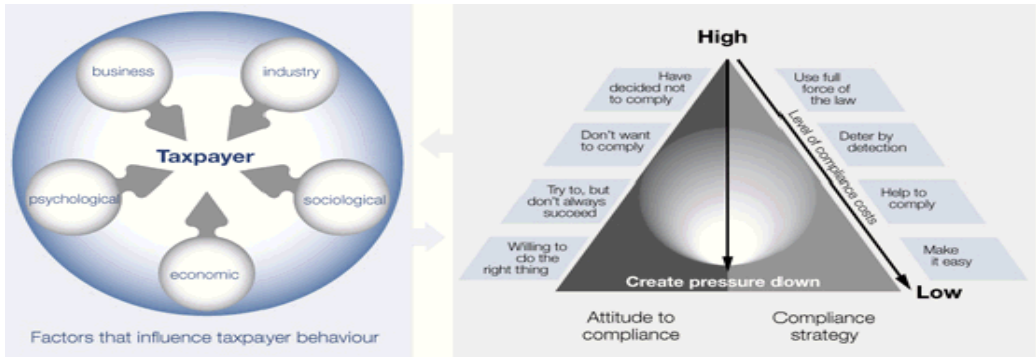 business
industry
Taxpayer
psychological
sociological
economic
Factors that influence taxpayer behaviour
High
Have
decided not
to comply
Use full
force of
the law
Don't want
to comply
Deter by
detection
Level of compliance costs
Try to, but
don't always
succeed
Help to
comply
Willing to
do the
right thing
Make
it easy
Create pressure down
Low
Attitude to
compliance
Compliance
strategy